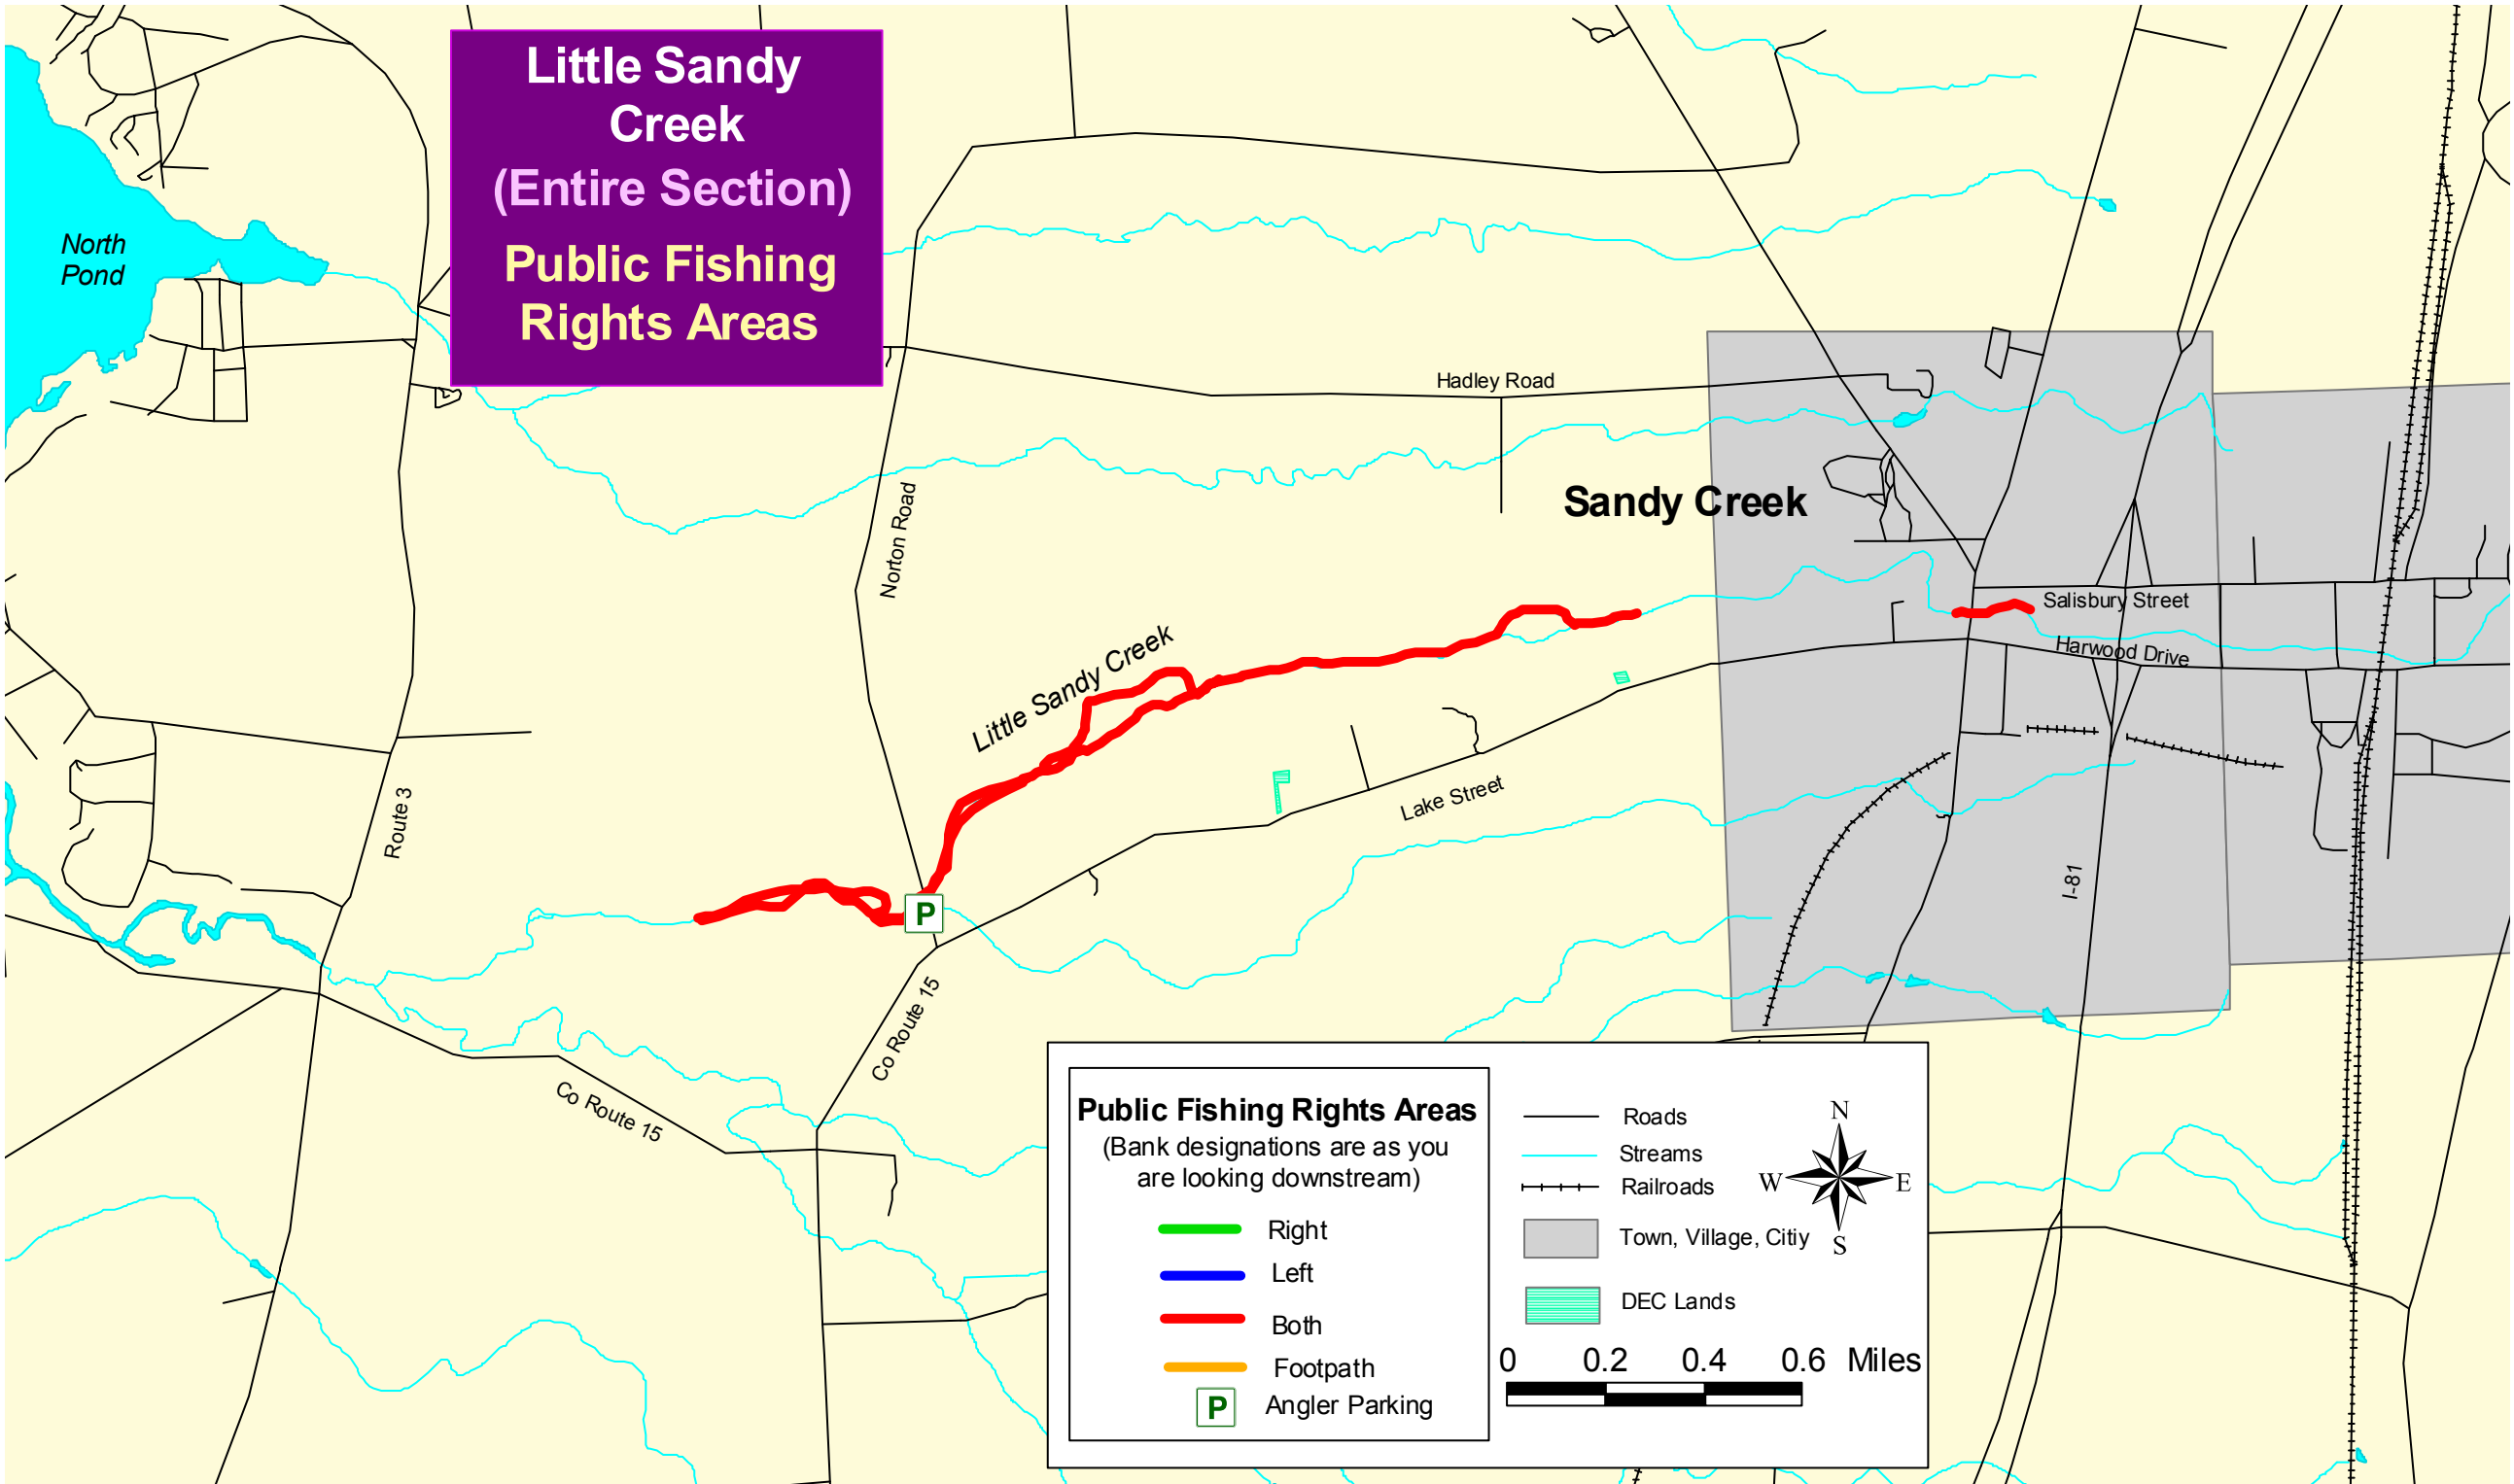 Little Sandy
Creek
(Entire Section)
Public Fishing
Rights Areas
North
Pond
Hadley Road
Norton Road
Sandy Creek
Salisbury Street
Harwood Drive
Little Sandy Creek
Lake Street
Route 3
I-81
P
Co Route 15
Co Route 15
Public Fishing Rights Areas
(Bank designations are as you
are looking downstream)
Right
Left
Both
Footpath
P Angler Parking
Roads
Streams
Railroads
Town, Village, Citiy
DEC Lands
N
W E
S
0 0.2 0.4 0.6 Miles